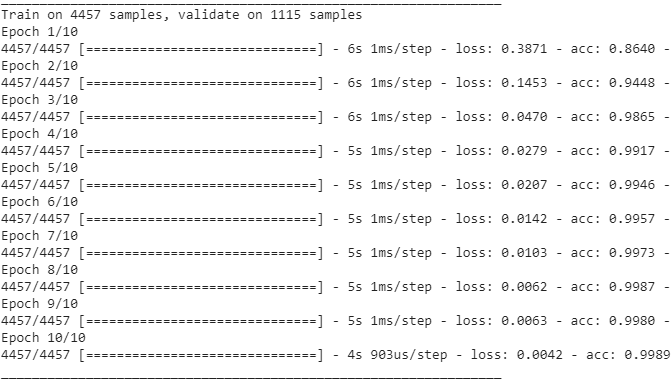 Train on 4457 samples, validate on 1115 samples
Epoch 1/10
4457/4457 [==============================] - 6s 1ms/step - loss: 0.3871 - acc: 0.8640 -
Epoch 2/10
4457/4457 [==============================] - 6s 1ms/step - loss: 0.1453 - acc: 0.9448 -
Epoch 3/10
4457/4457 [==============================] - 6s 1ms/step - loss: 0.0470 - acc: 0.9865 -
Epoch 4/10
4457/4457 [==============================] - 5s 1ms/step - loss: 0.0279 - acc: 0.9917 -
Epoch 5/10
4457/4457 [==============================] - 5s 1ms/step - loss: 0.0207 - acc: 0.9946 -
Epoch 6/10
4457/4457 [==============================] - 5s 1ms/step - loss: 0.0142 - acc: 0.9957 -
Epoch 7/10
4457/4457 [==============================] - 5s 1ms/step - loss: 0.0103 - acc: 0.9973 -
Epoch 8/10
4457/4457 [==============================] - 5s 1ms/step - loss: 0.0062 - acc: 0.9987 -
Epoch 9/10
4457/4457 [==============================] - 5s 1ms/step - loss: 0.0063 - acc: 0.9980 -
Epoch 10/10
4457/4457 [==============================] - 4s 903us/step - loss: 0.0042 - acc: 0.9989